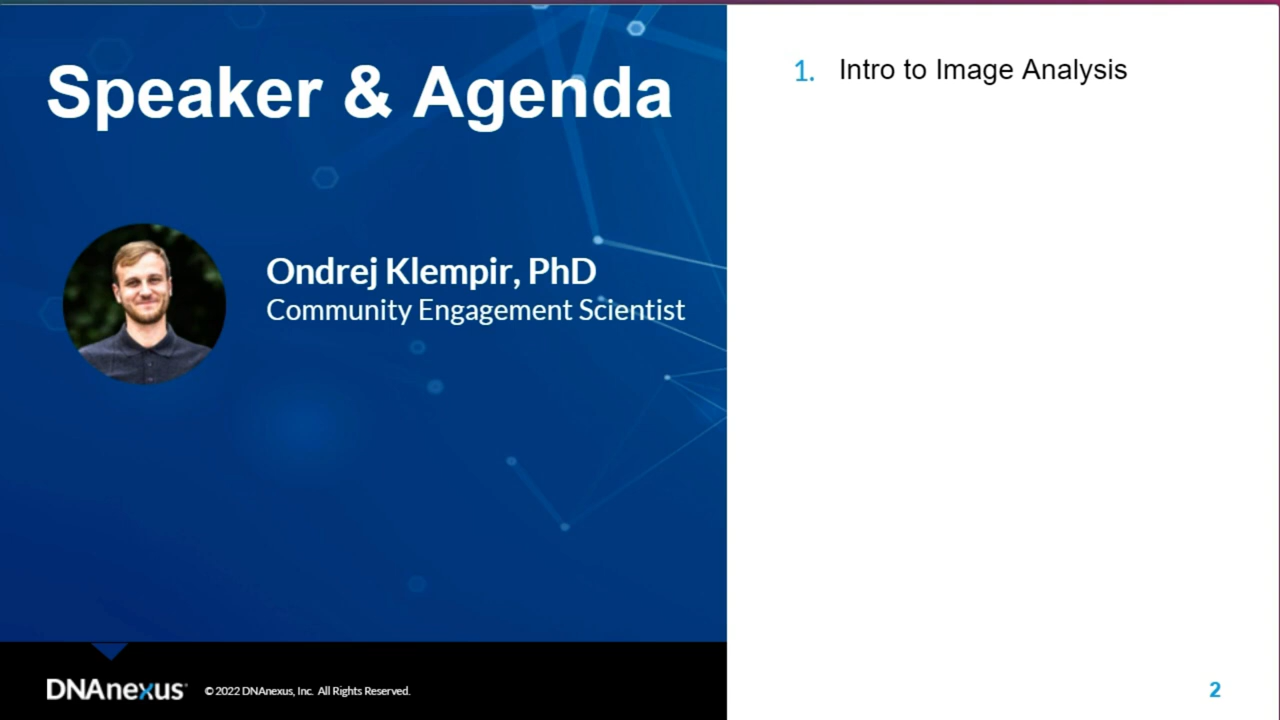 Speaker & Agenda
Ondrej Klempir, PhD
Community Engagement Scientist
1. Intro to Image Analysis
DNAnexus® © 2022 DNAnexus, Inc. All Rights Reserved.
2